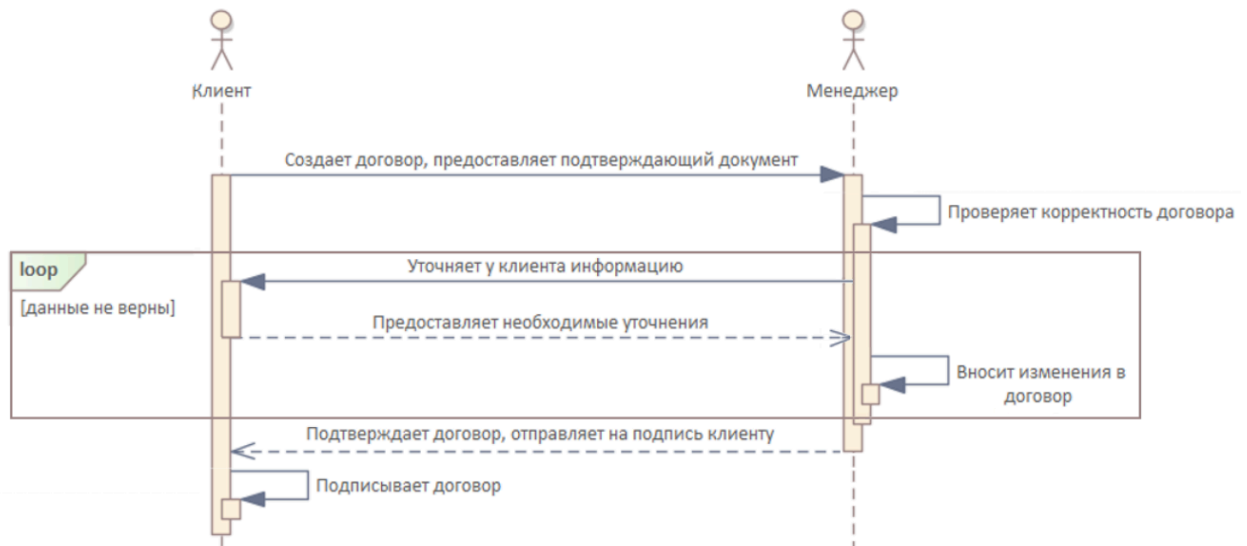 Клиент
Менеджер
Создает договор, предоставляет подтверждающий документ
Проверяет корректность договора
loop
Уточняет у клиента информацию
[данные не верны]
Предоставляет необходимые уточнения
Вносит изменения в
договор
Подтверждает договор, отправляет на подпись клиенту
Подписывает договор